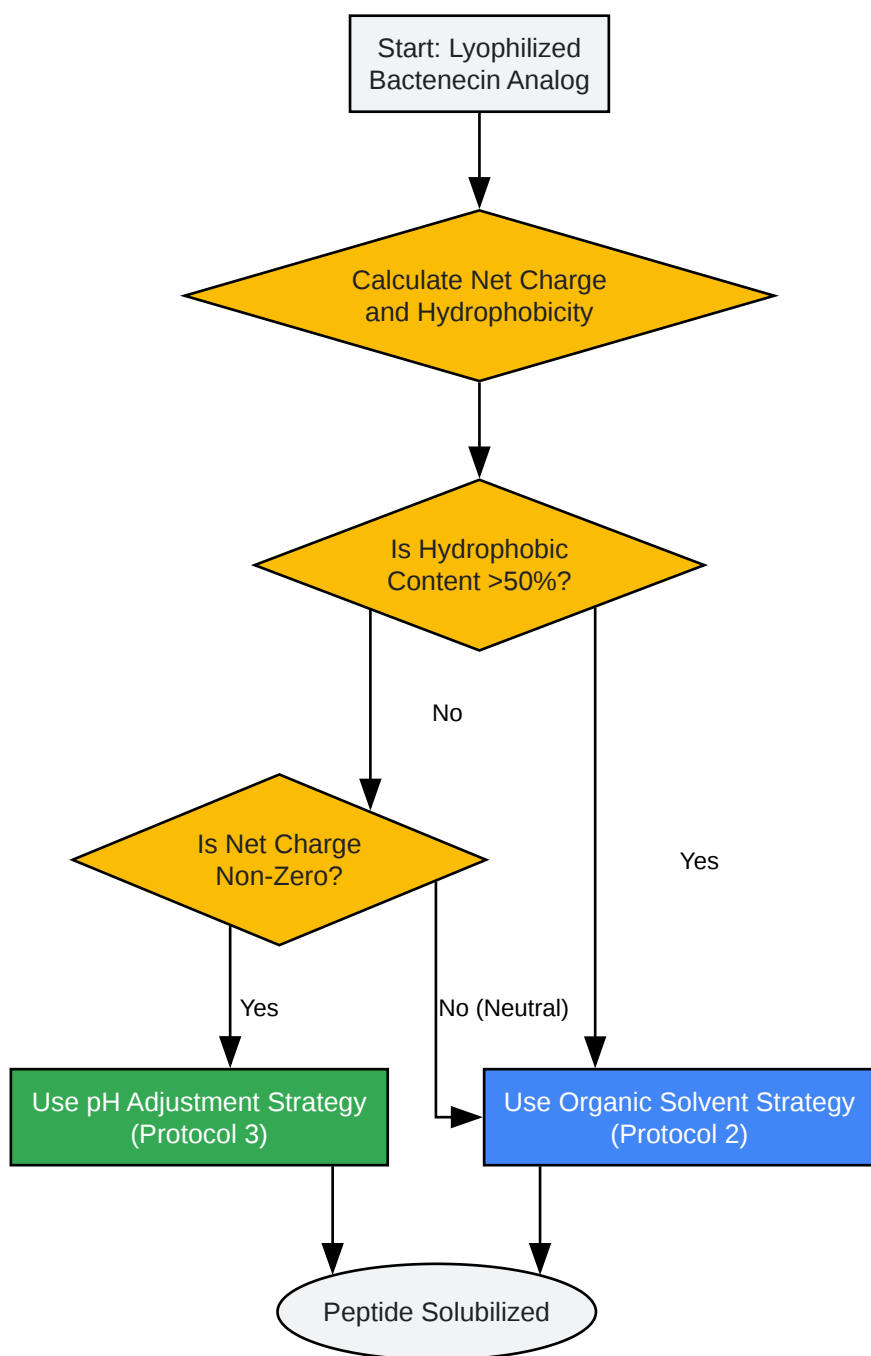 Start: Lyophilized
Bactenecin Analog
Calculate Net Charge
and Hydrophobicity
Is Hydrophobic
Content >50%?
No
Is Net Charge
Non-Zero?
Yes
Yes
No (Neutral)
Use pH Adjustment Strategy
(Protocol 3)
Use Organic Solvent Strategy
(Protocol 2)
Peptide Solubilized